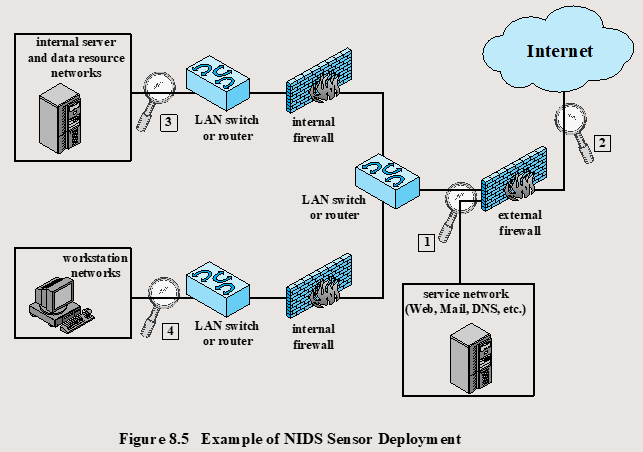 internal server
and data resource
networks
3
LAN switch
or router
internal
firewall
Internet
2
LAN switch
or router
1
external
firewall
workstation
networks
4
LAN switch
or router
internal
firewall
service network
(Web, Mail, DNS, etc.)
Figure 8.5 Example of NIDS Sensor Deployment